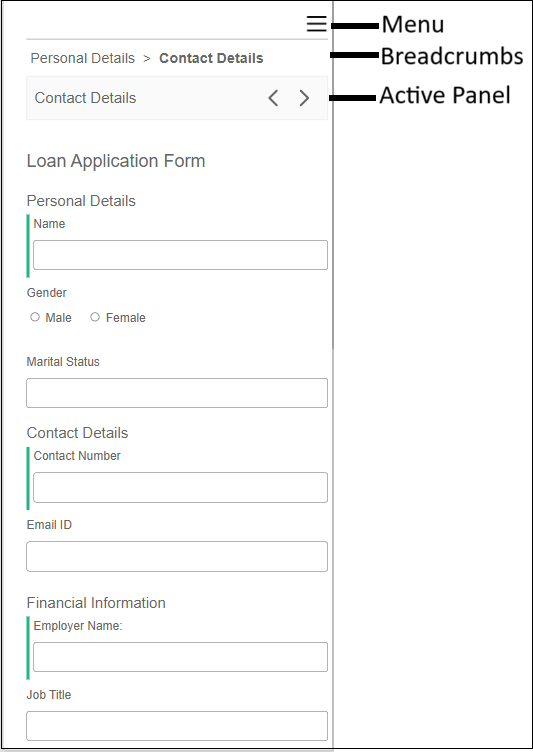 Menu
Personal Details > Contact Details
Breadcrumbs
Contact Details
Active Panel
Loan Application Form
Personal Details
Name
Gender
Male Female
Marital Status
Contact Details
Contact Number
Email ID
Financial Information
Employer Name:
Job Title